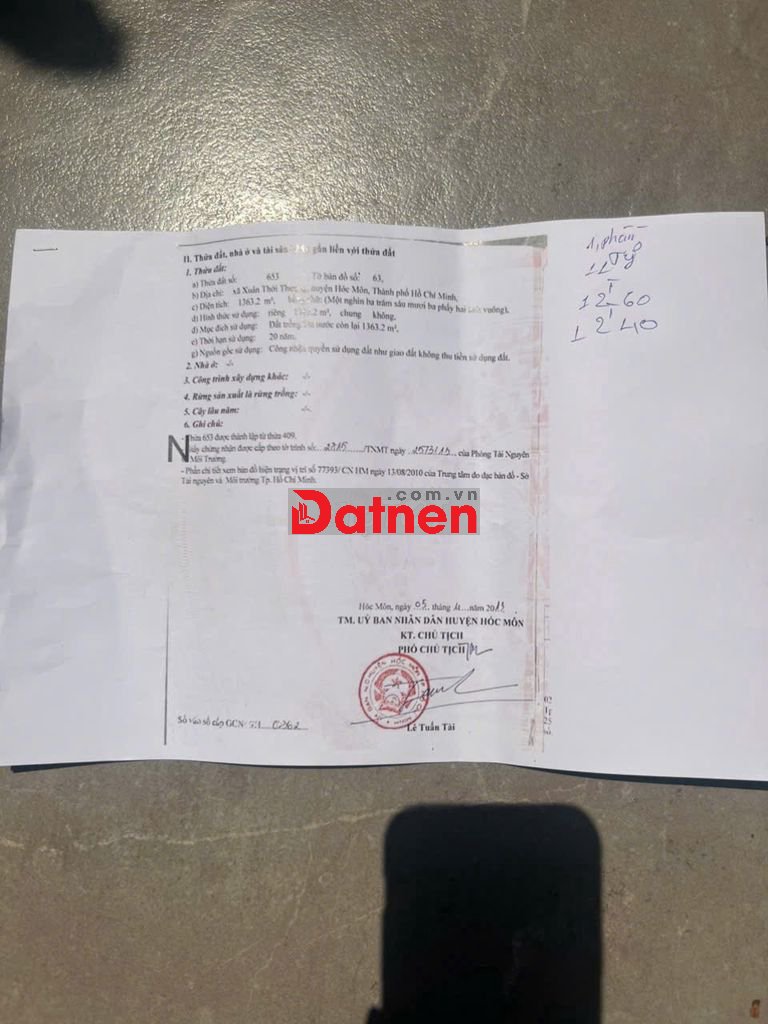 II. Thửa đất, nhà ở và tài sản gắn liền với thửa đất
1. Thửa đất:
a) Thửa đất số: 653 Tờ bản đồ số: 63,
b) Địa chỉ: xã Xuân Thới huyện Hóc Môn, Thành phố Hồ Chí Minh,
c) Diện tích: 1363.2 m², (Một nghìn ba trăm sáu mươi ba phẩy hai vuông).
d) Hình thức sử dụng: riêng m², chung không,
đ) Mục đích sử dụng: Đất trồng nước còn lại 1363.2 m²,
e) Thời hạn sử dụng: 20 năm,
g) Nguồn gốc sử dụng: Công nhận quyền sử dụng đất như giao đất không thu tiền sử dụng đất.
2. Nhà ở: -/-
3. Công trình xây dựng khác: -/-
4. Rừng sản xuất là rừng trồng: -/-
5. Cây lâu năm: -/-
6. Ghi chú:
- Thửa 653 được thành lập từ thửa 409.
N chứng nhận được cấp theo tờ trình số /TNMT ngày của Phòng Tài Nguyên
Môi Trường.
- Phần chi tiết xem bản đồ hiện trạng vị trí số 77393/ CN HM ngày 13/08/2010 của Trung tâm đo đạc bản đồ - Sở
Tài nguyên và Môi trường Tp. Hồ Chí Minh.
.com.vn
Datnen
Hóc Môn, ngày 05 tháng năm 2013
TM. UỶ BAN NHÂN DÂN HUYỆN HÓC MÔN
KT. CHỦ TỊCH
PHÓ CHỦ TỊCH
Lê Tuấn Tài
Số vào sổ cấp GCN: 0362
1, phần
11 Tỷ
12 - 60
1 2 40